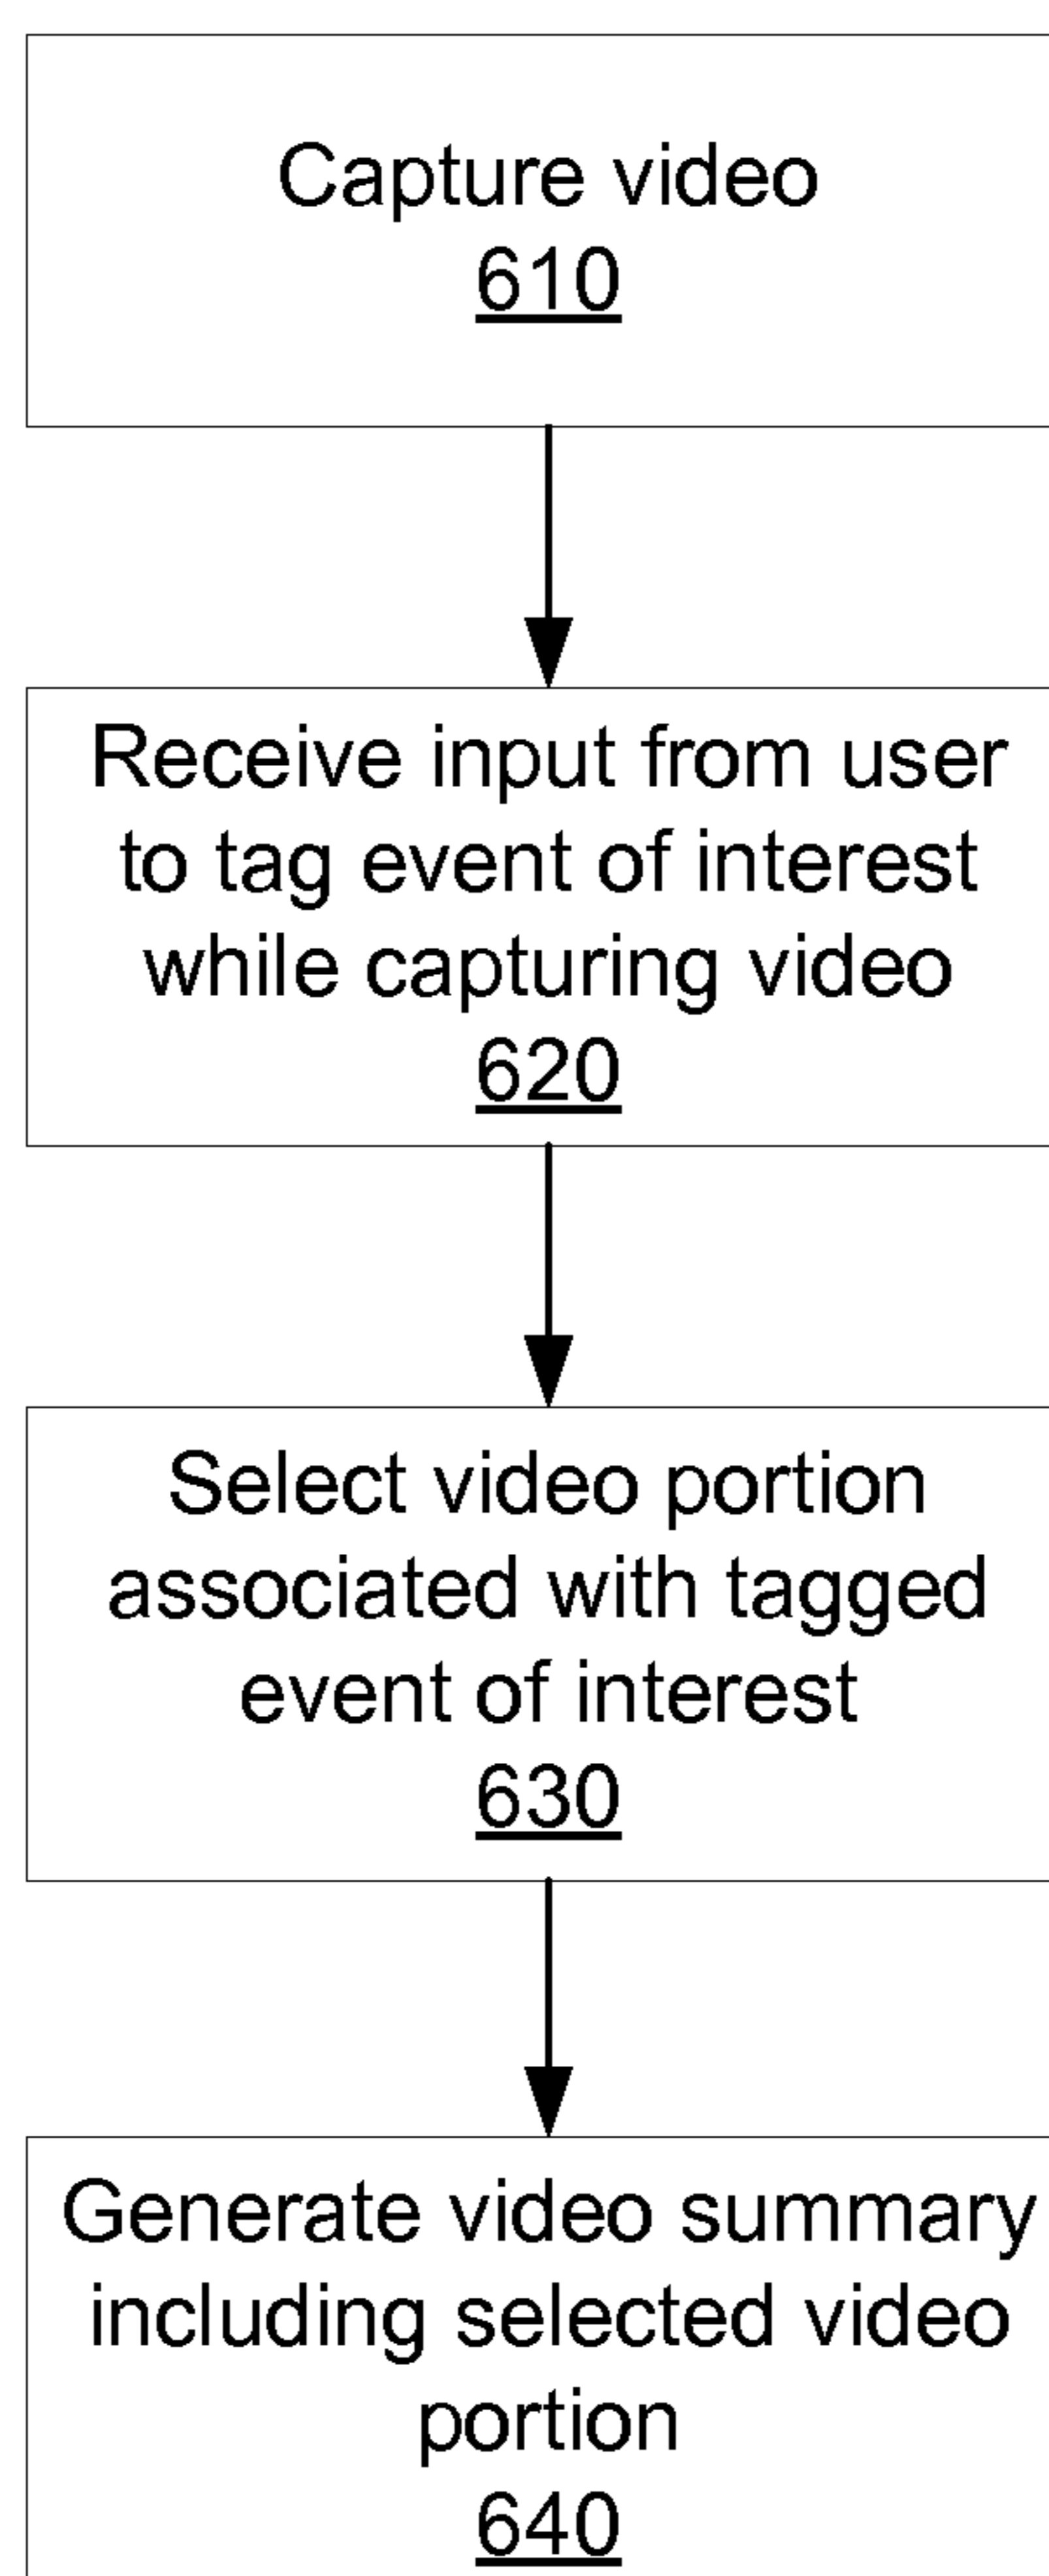 Capture video
610
Receive input from user
to tag event of interest
while capturing video
620
Select video portion
associated with tagged
event of interest
630
Generate video summary
including selected video
portion
640